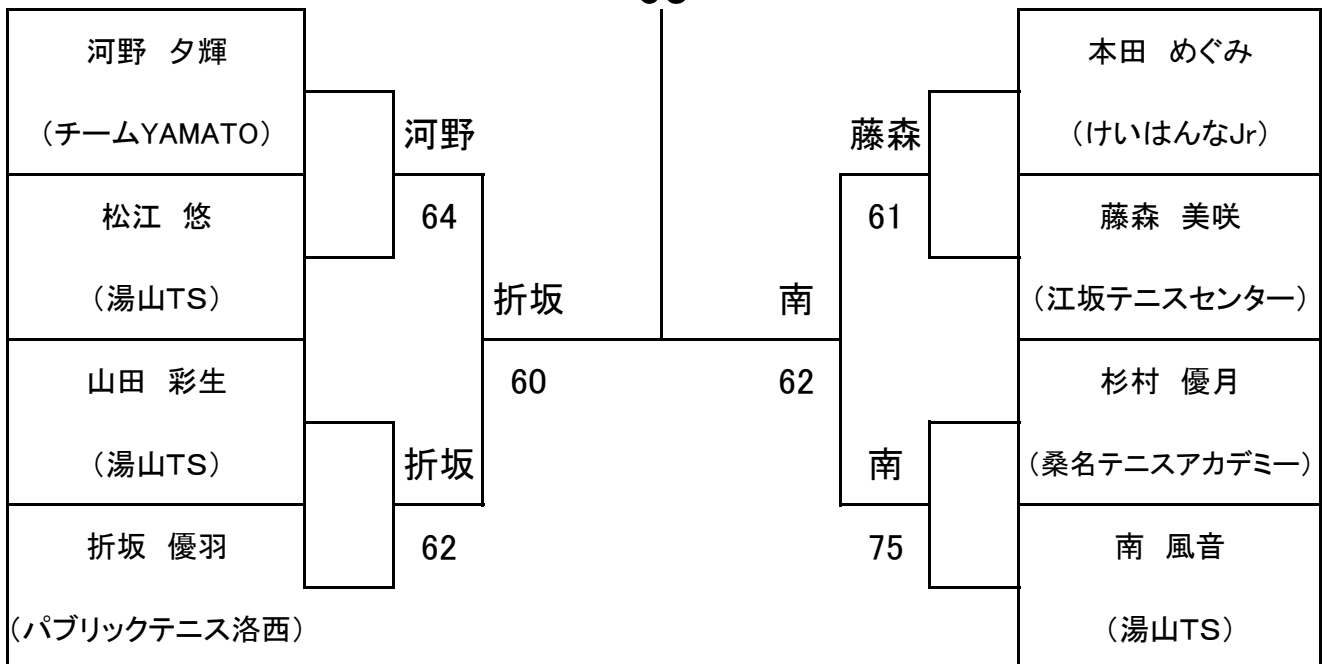 河野 夕輝
（チームYAMATO）
松江 悠
（湯山TS）
山田 彩生
（湯山TS）
折坂 優羽
（パブリックテニス洛西）
河野
64
折坂
62
折坂
60
南
62
藤森
61
南
75
本田 めぐみ
（けいはんなJr）
藤森 美咲
（江坂テニスセンター）
杉村 優月
（桑名テニスアカデミー）
南 風音
（湯山TS）